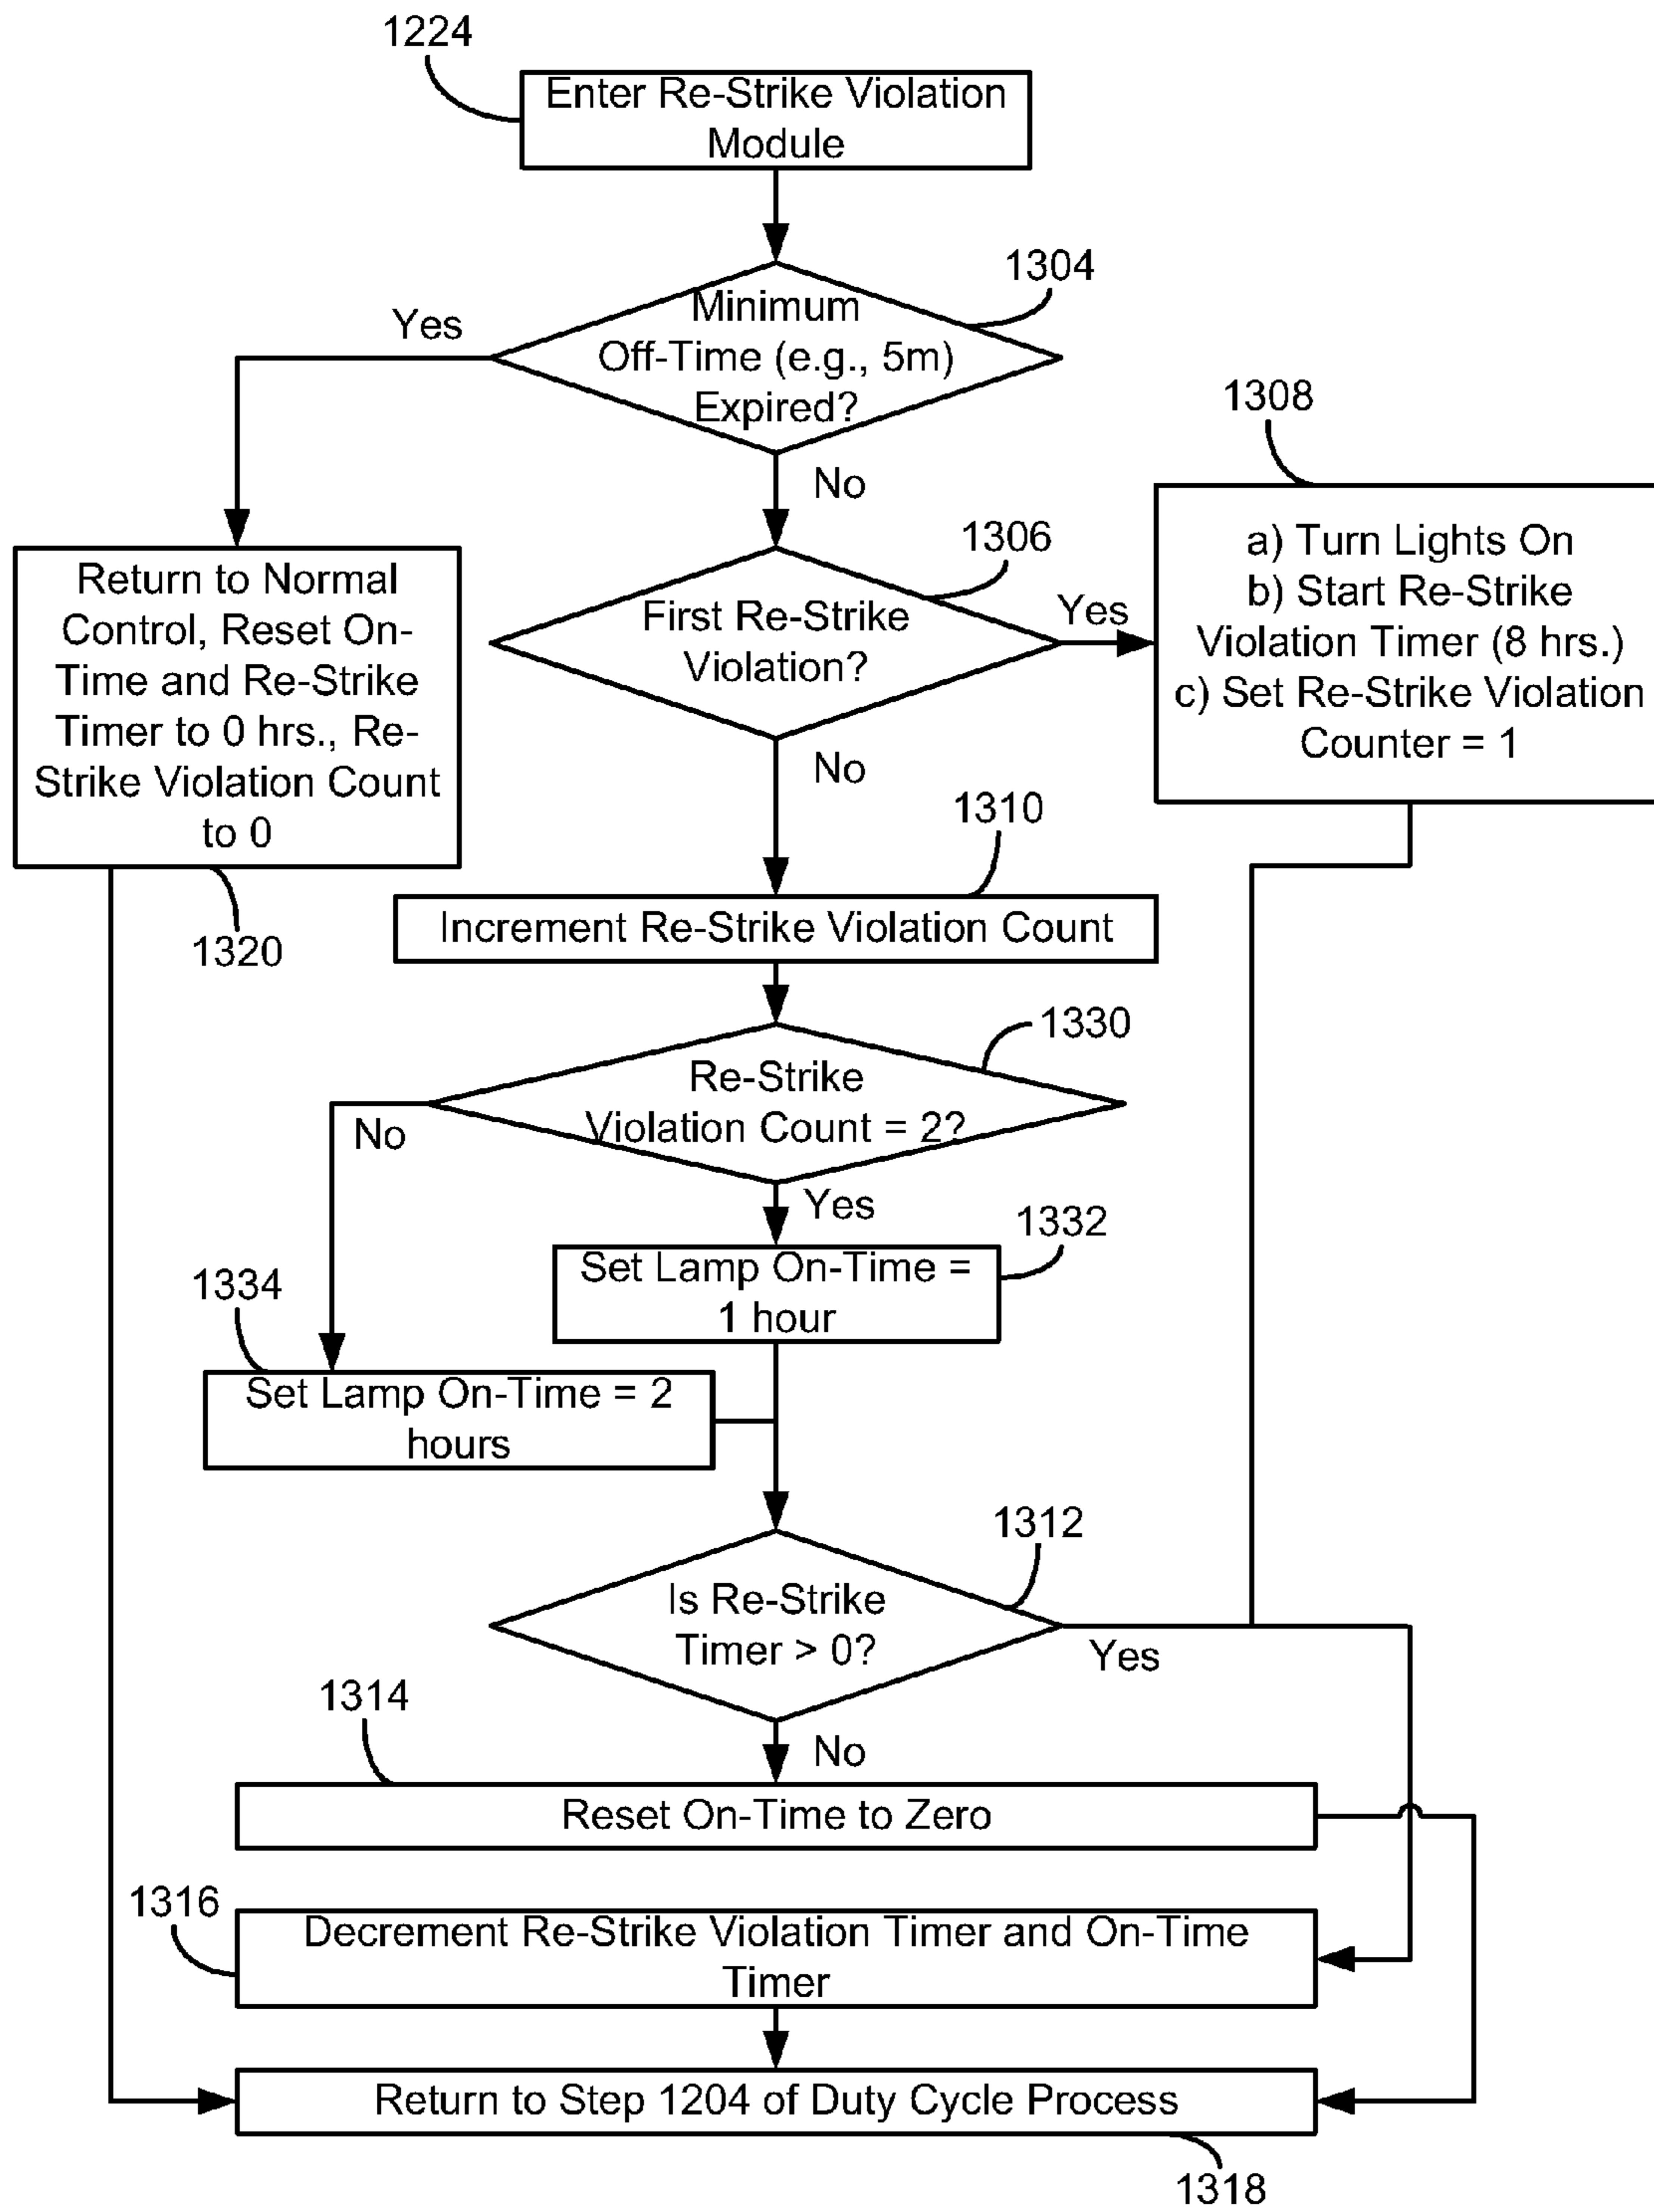 1224
Enter Re-Strike Violation
Module
1304
Yes
Minimum
Off-Time (e.g., 5m)
Expired?
No
1308
1306
First Re-Strike
Violation?
Yes
No
a) Turn Lights On
b) Start Re-Strike
Violation Timer (8 hrs.)
c) Set Re-Strike Violation
Counter = 1
Return to Normal
Control, Reset On-
Time and Re-Strike
Timer to 0 hrs., Re-
Strike Violation Count
to 0
1320
1310
Increment Re-Strike Violation Count
1330
Re-Strike
Violation Count = 2?
No
Yes
1332
Set Lamp On-Time =
1 hour
1334
Set Lamp On-Time = 2
hours
1312
Is Re-Strike
Timer > 0?
Yes
No
1314
Reset On-Time to Zero
1316
Decrement Re-Strike Violation Timer and On-Time
Timer
Return to Step 1204 of Duty Cycle Process
1318